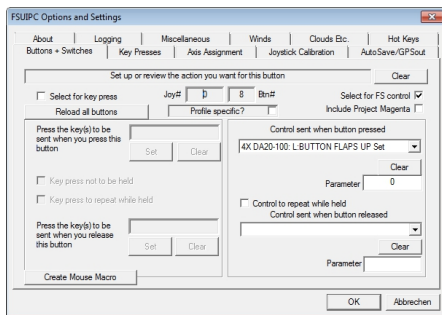 FSUIPC Options and Settings
About Logging Miscellaneous Winds Clouds Etc. Hot Keys
Buttons + Switches Key Presses Axis Assignment Joystick Calibration AutoSave/GPSout
Set up or review the action you want for this button Clear
Select for key press Joy# 0 8 Btn# Select for FS control
Reload all buttons Profile specific? Include Project Magenta
Press the key(s) to be
sent when you press this
button
Set Clear
Key press not to be held
Key press to repeat while held
Press the key(s) to be
sent when you release
this button
Set Clear
Create Mouse Macro
Control sent when button pressed
4X DA20-100: L:BUTTON FLAPS UP Set
Clear
Parameter 0
Control to repeat while held
Control sent when button released
Clear
Parameter
OK Abbrechen